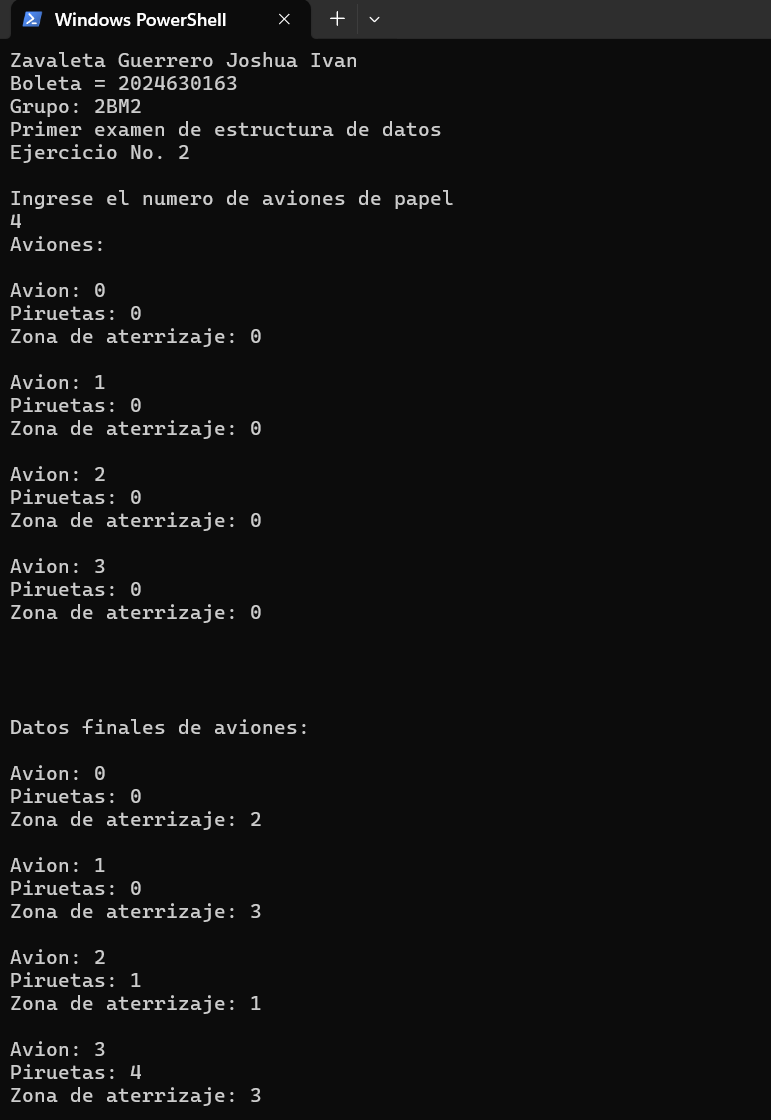 Windows PowerShell
Zavaleta Guerrero Joshua Ivan
Boleta = 2024630163
Grupo: 2BM2
Primer examen de estructura de datos
Ejercicio No. 2
Ingrese el numero de aviones de papel
4
Aviones:
Avion: 0
Piruetas: 0
Zona de aterrizaje: 0
Avion: 1
Piruetas: 0
Zona de aterrizaje: 0
Avion: 2
Piruetas: 0
Zona de aterrizaje: 0
Avion: 3
Piruetas: 0
Zona de aterrizaje: 0
Datos finales de aviones:
Avion: 0
Piruetas: 0
Zona de aterrizaje: 2
Avion: 1
Piruetas: 0
Zona de aterrizaje: 3
Avion: 2
Piruetas: 1
Zona de aterrizaje: 1
Avion: 3
Piruetas: 4
Zona de aterrizaje: 3